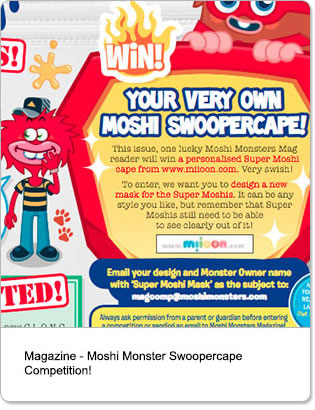 S!
WiN!
YOUR VERY OWN
MOSHI SWOOPERCAPE!
This issue, one lucky Moshi Monsters Mag
reader will win a personalised Super Moshi
cape from www.miioon.com. Very swish!
To enter, we want you to design a new
mask for the Super Moshis. It can be any
style you like, but remember that Super
Moshis still need to be able
to see clearly out of it!
www.miioon.com
Email your design and Monster Owner name
with 'Super Moshi Mask' as the subject to:
magcomp@moshimonsters.com
TED!
Always ask permission from a parent or guardian before entering
a competition or sending an email to Moshi Monsters Magazine!
Magazine - Moshi Monster Swoopercape
Competition!